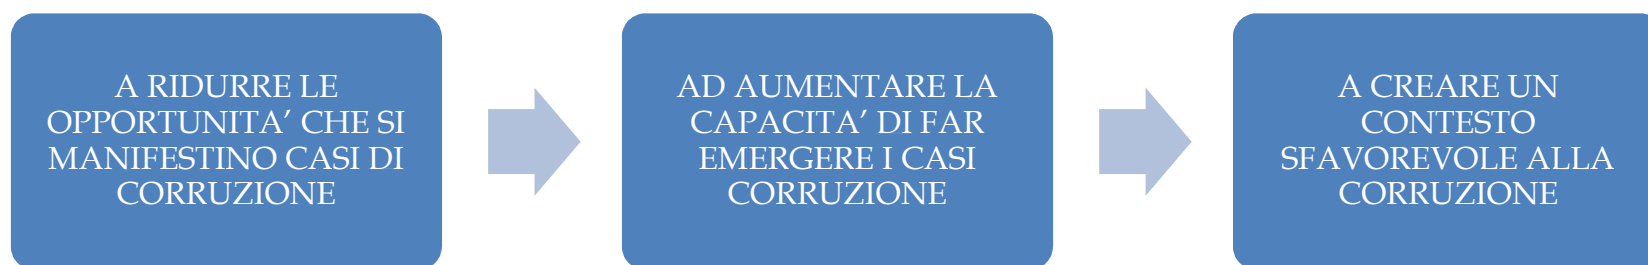 A RIDURRE LE
OPPORTUNITA’ CHE SI
MANIFESTINO CASI DI
CORRUZIONE
AD AUMENTARE LA
CAPACITA’ DI FAR
EMERGERE I CASI
CORRUZIONE
A CREARE UN
CONTESTO
SFAVOREVOLE ALLA
CORRUZIONE